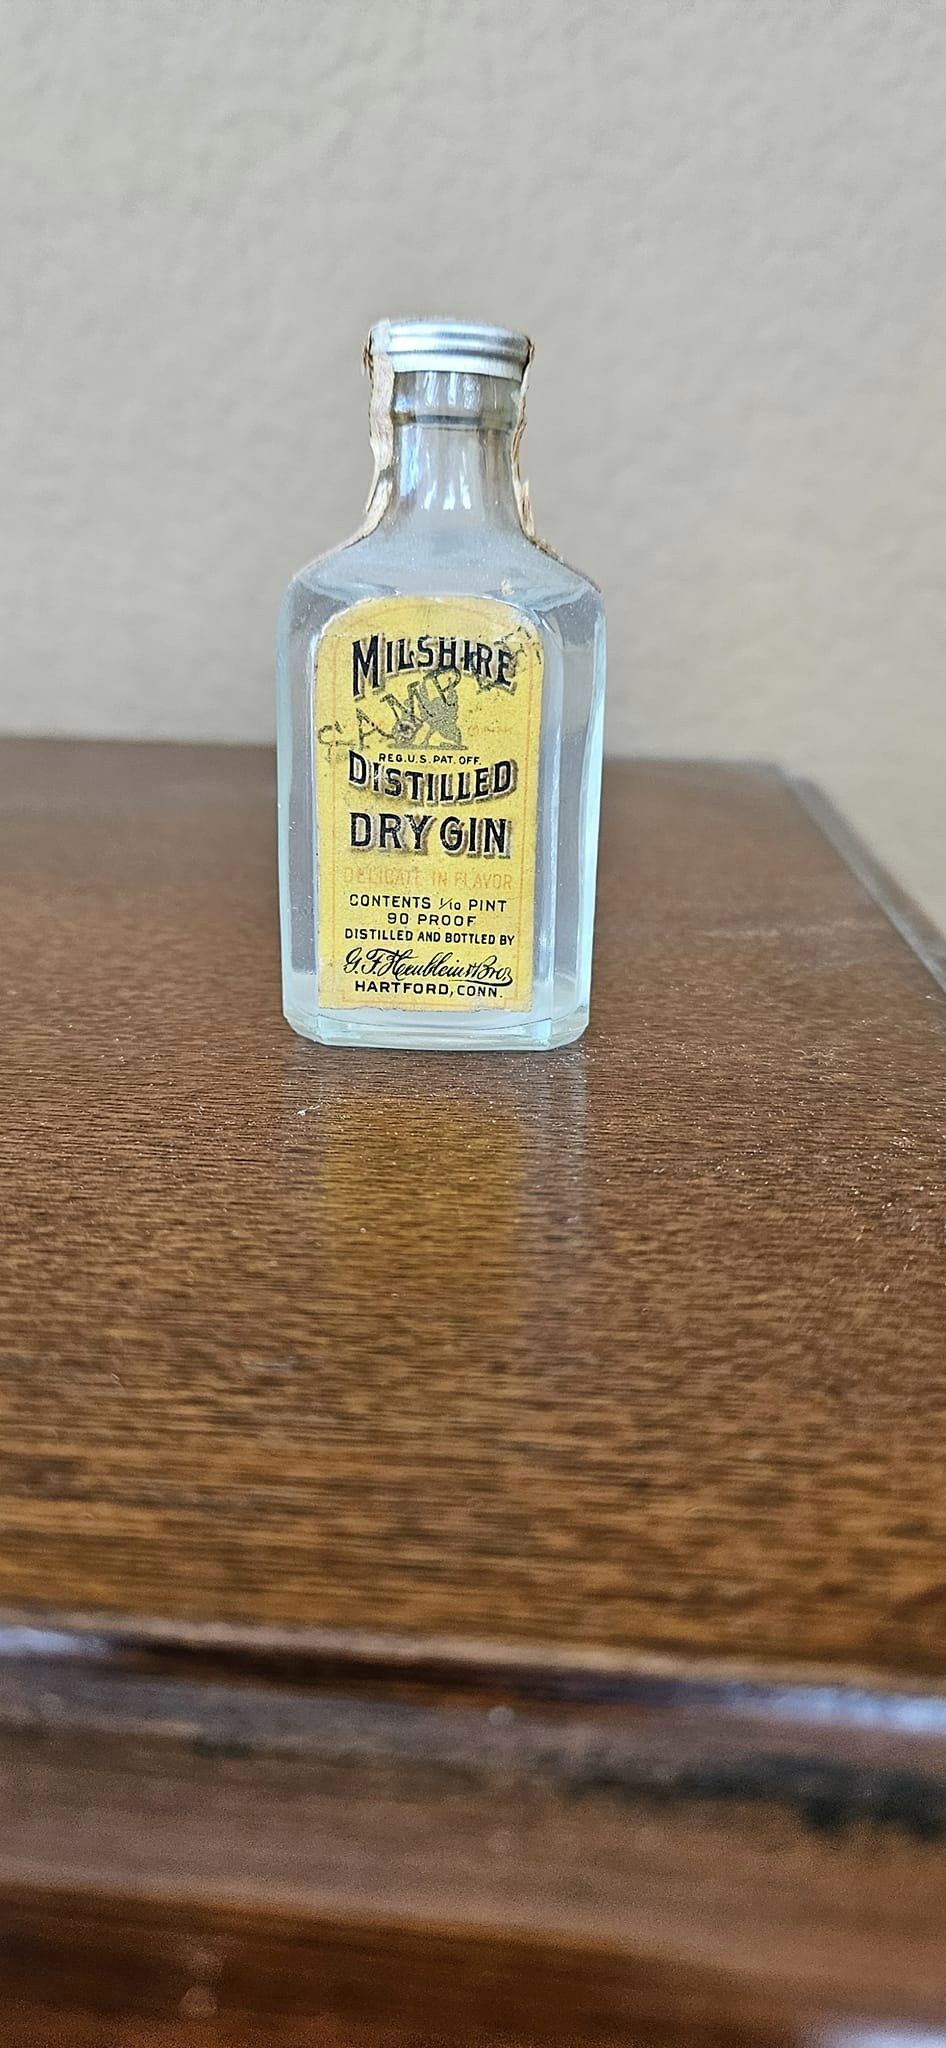 MILSHIRE
SAMPLE
REG.U.S.PAT.OFF.
DISTILLED
DRY GIN
DELICATE IN FLAVOR
CONTENTS 1/10 PINT
90 PROOF
DISTILLED AND BOTTLED BY
G.F.Heublein & Bro.
HARTFORD, CONN.